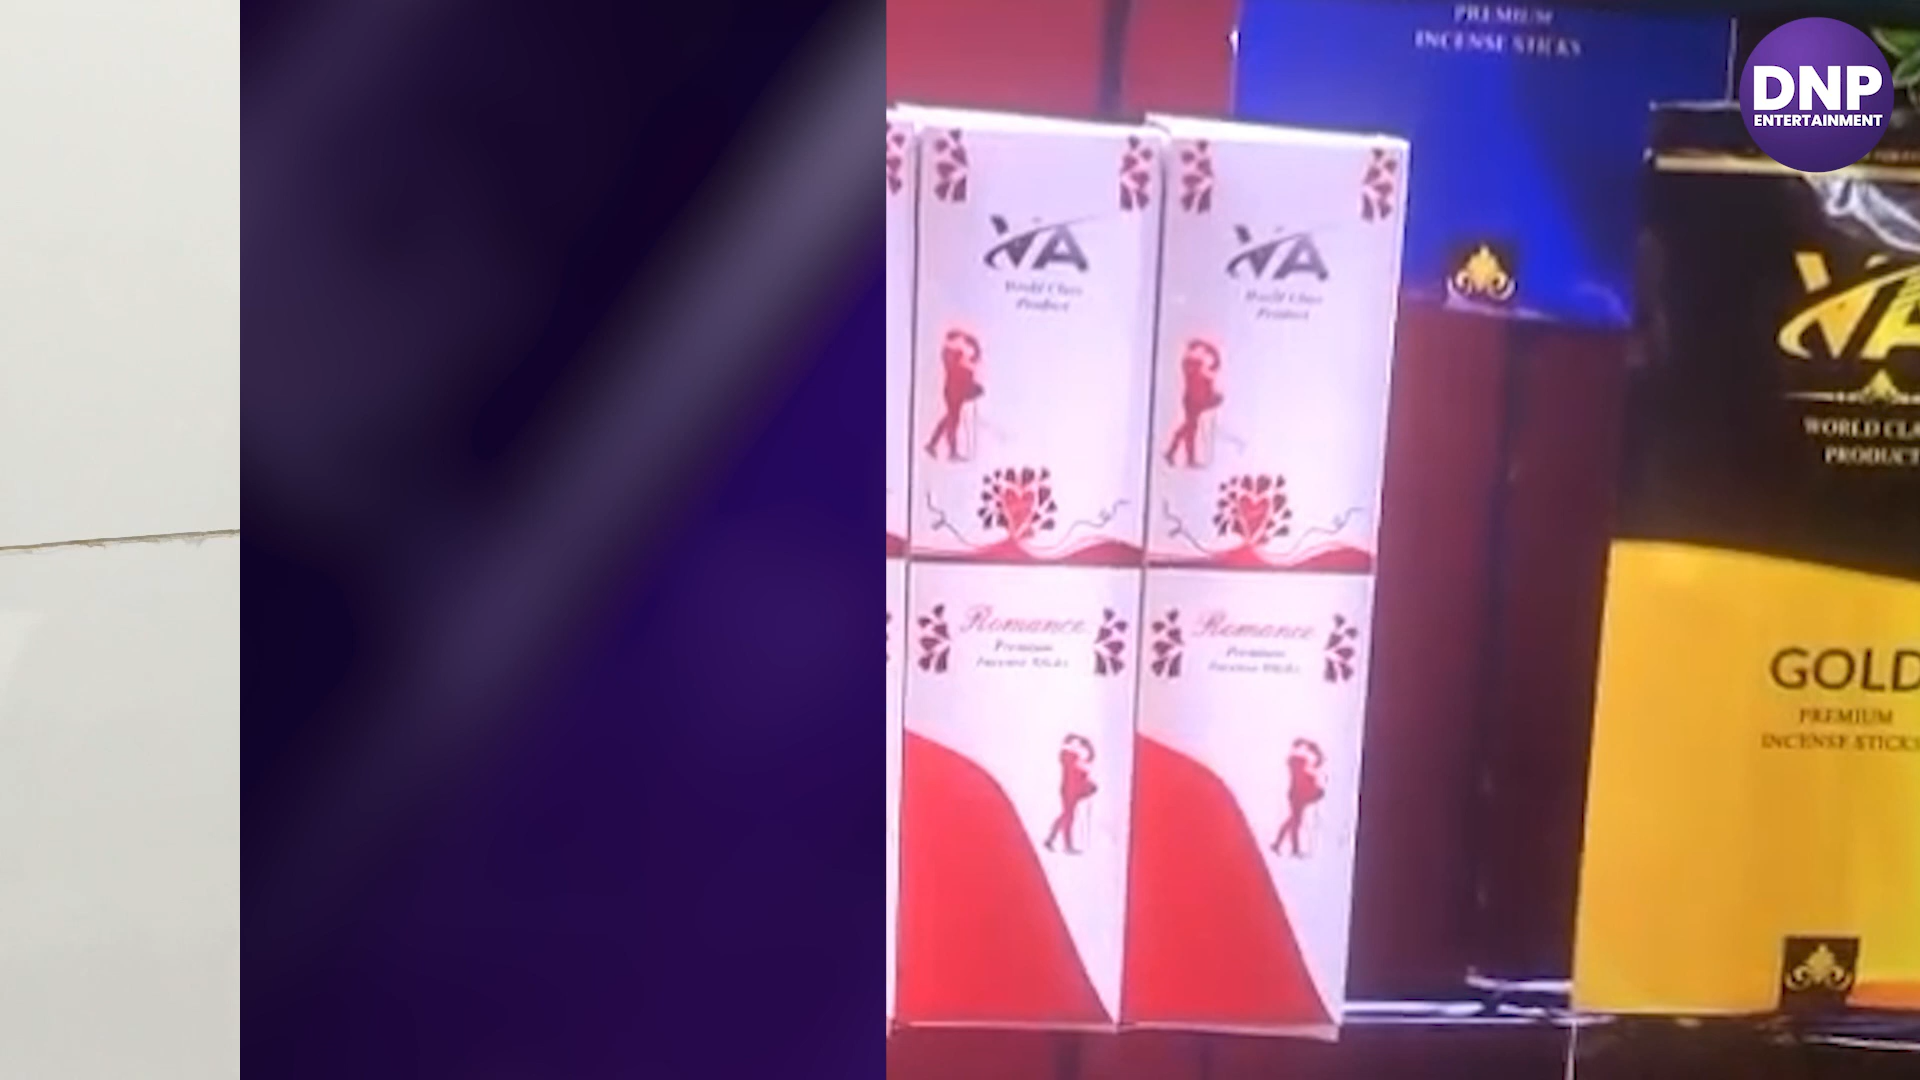 PREMIUM
INCENSE STICKS
DNP
ENTERTAINMENT
VA
World Class
Product
VA
World Class
Product
VA
WORLD CLA
PRODUCT
Romance
Premium
Incense Sticks
Romance
Premium
Incense Sticks
GOLD
PREMIUM
INCENSE STICKS